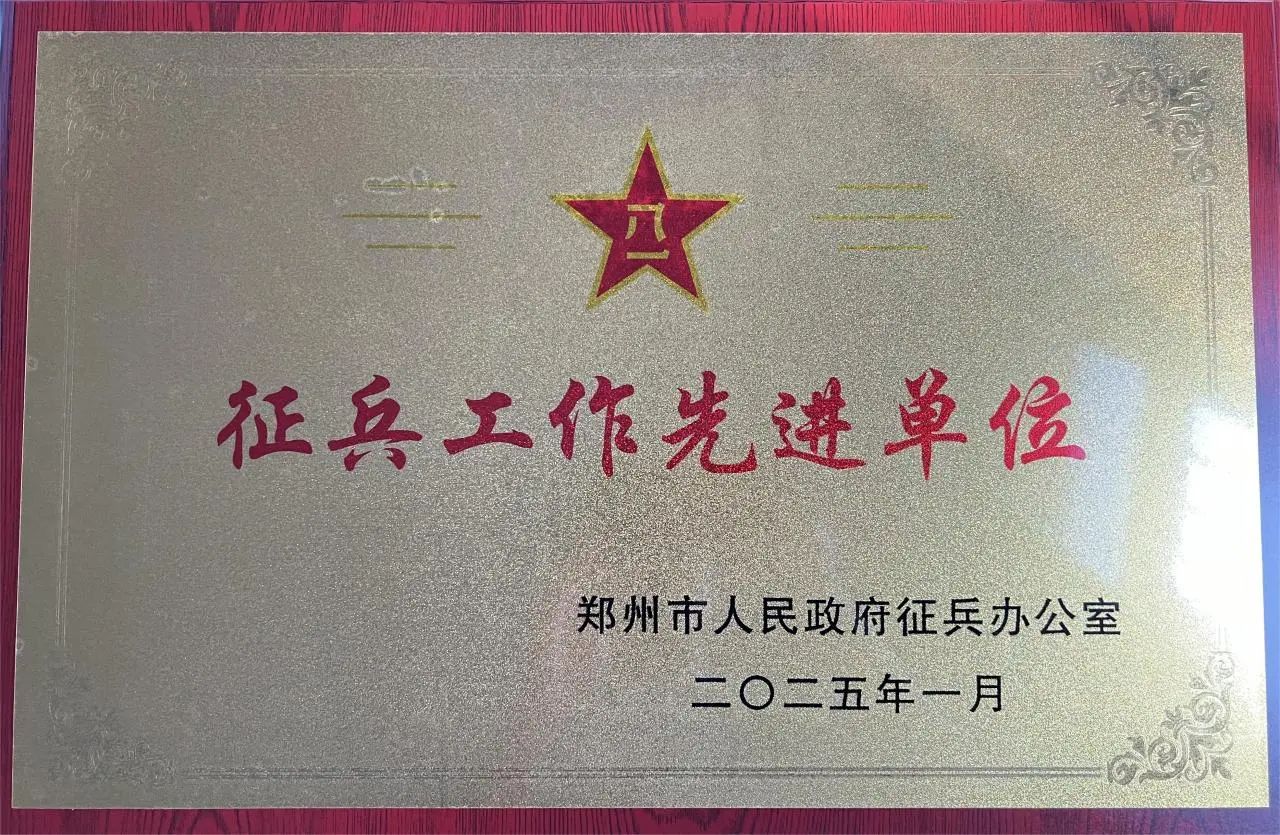 八一
征兵工作先进单位
郑州市人民政府征兵办公室
二〇二五年一月